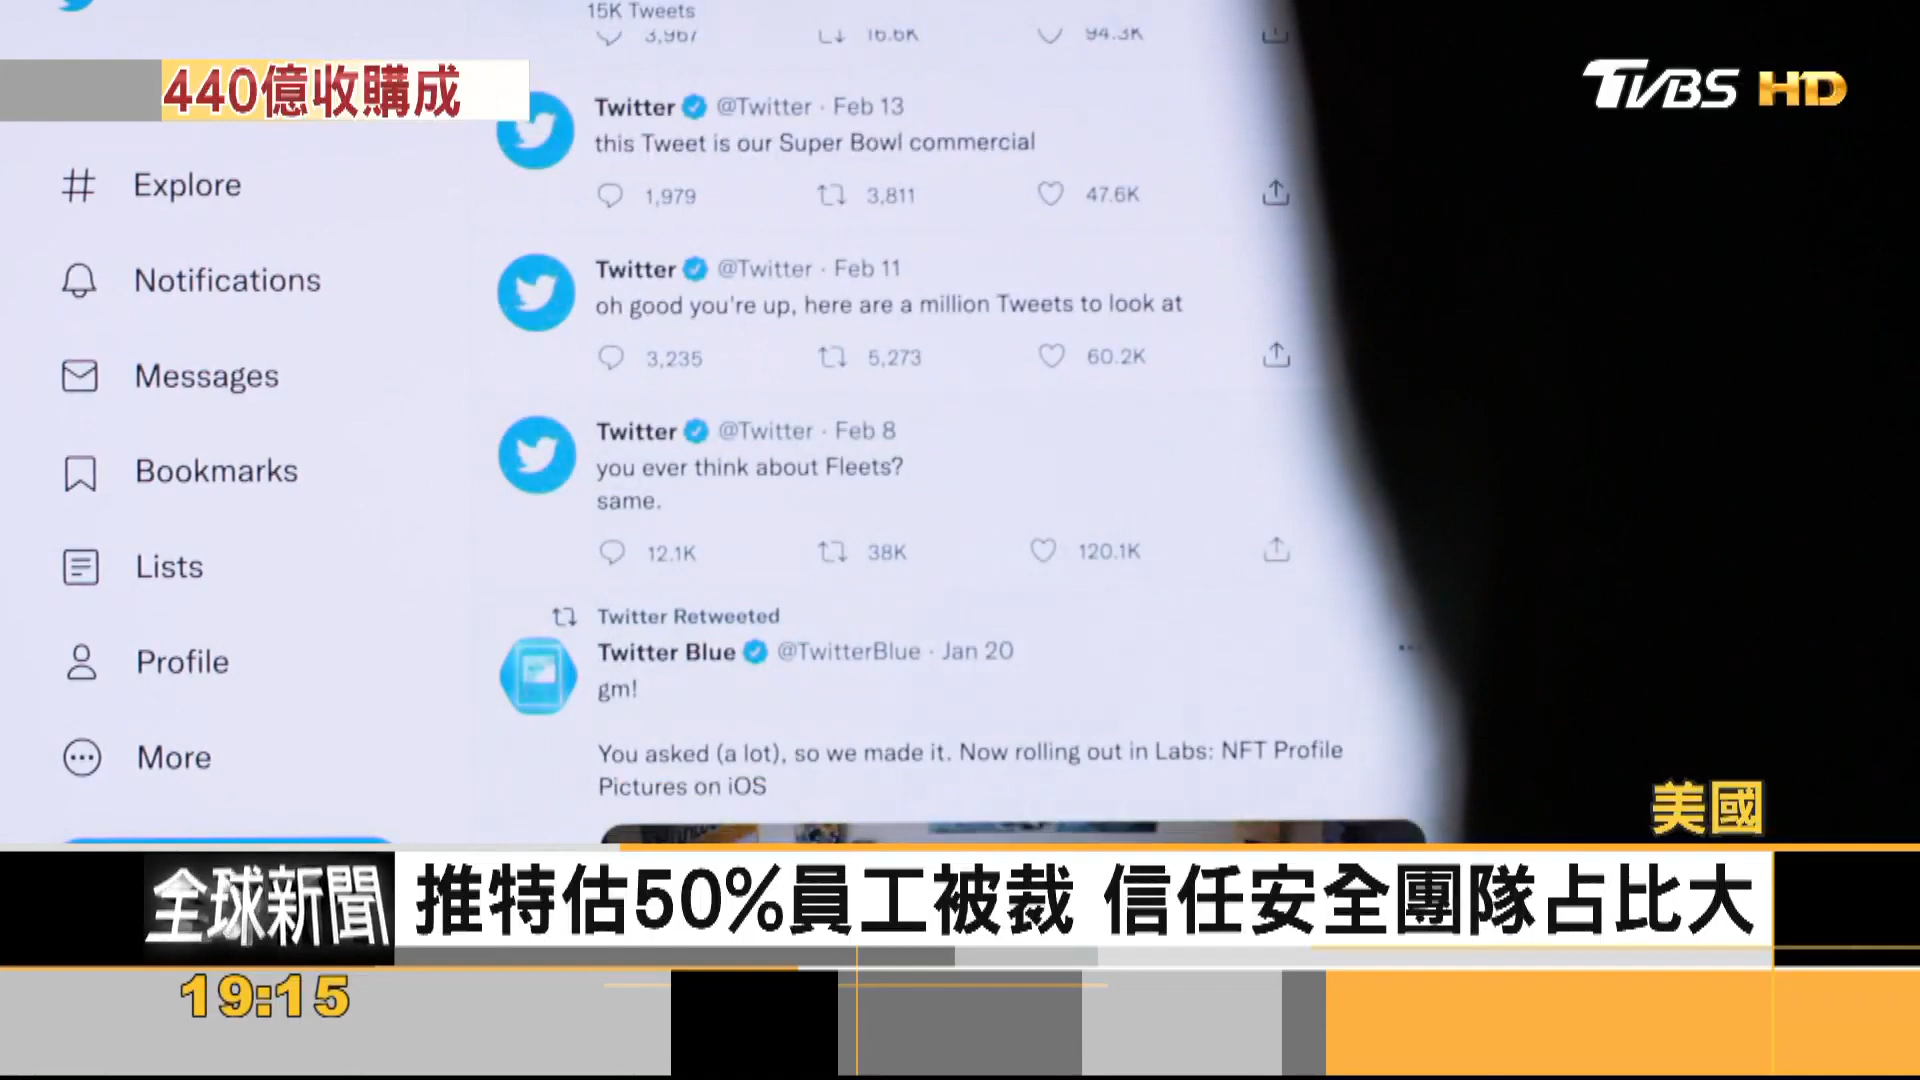 15K Tweets
3,967 16.6K 94.3K
440億收購成
TVBS HD
Twitter @Twitter · Feb 13
this Tweet is our Super Bowl commercial
1,979 3,811 47.6K
Explore
Notifications
Messages
Bookmarks
Lists
Profile
More
Twitter @Twitter · Feb 11
oh good you're up, here are a million Tweets to look at
3,235 5,273 60.2K
Twitter @Twitter · Feb 8
you ever think about Fleets?
same.
12.1K 38K 120.1K
Twitter Retweeted
Twitter Blue @TwitterBlue · Jan 20
gm!
You asked (a lot), so we made it. Now rolling out in Labs: NFT Profile
Pictures on iOS
美國
全球新聞
推特估50%員工被裁 信任安全團隊占比大
19:15